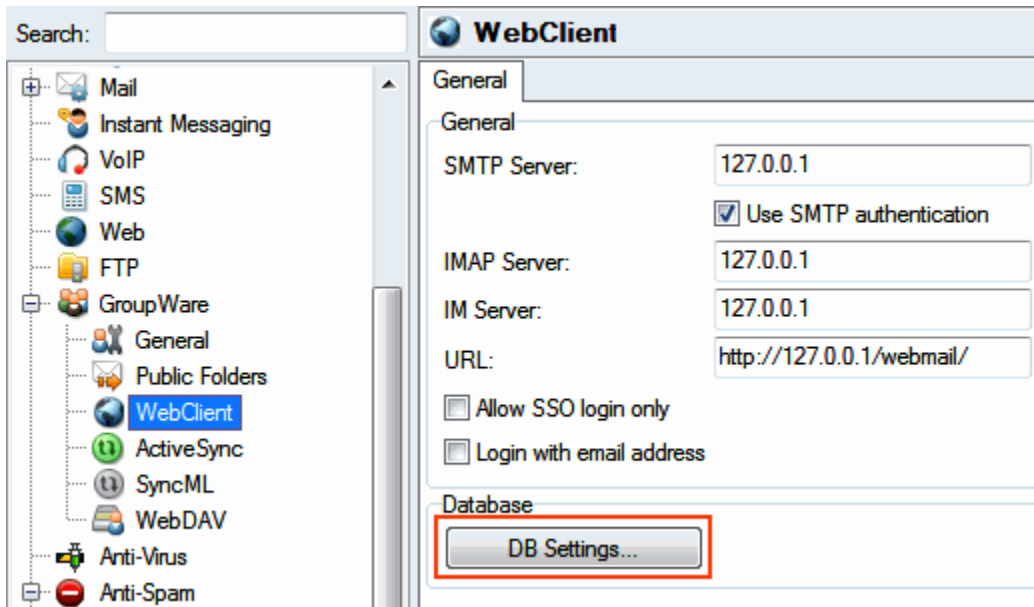 Search:
Mail
Instant Messaging
VoIP
SMS
Web
FTP
GroupWare
General
Public Folders
WebClient
ActiveSync
SyncML
WebDAV
Anti-Virus
Anti-Spam
WebClient
General
General
SMTP Server: 127.0.0.1
Use SMTP authentication
IMAP Server: 127.0.0.1
IM Server: 127.0.0.1
URL: http://127.0.0.1/webmail/
Allow SSO login only
Login with email address
Database
DB Settings...